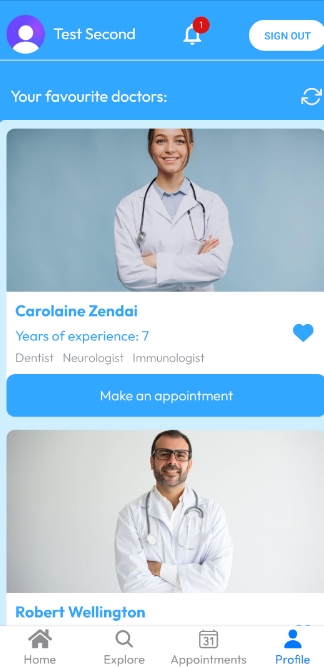 Test Second
1
SIGN OUT
Your favourite doctors:
Carolaine Zendai
Years of experience: 7
Dentist Neurologist Immunologist
Make an appointment
Robert Wellington
31
Home Explore Appointments Profile